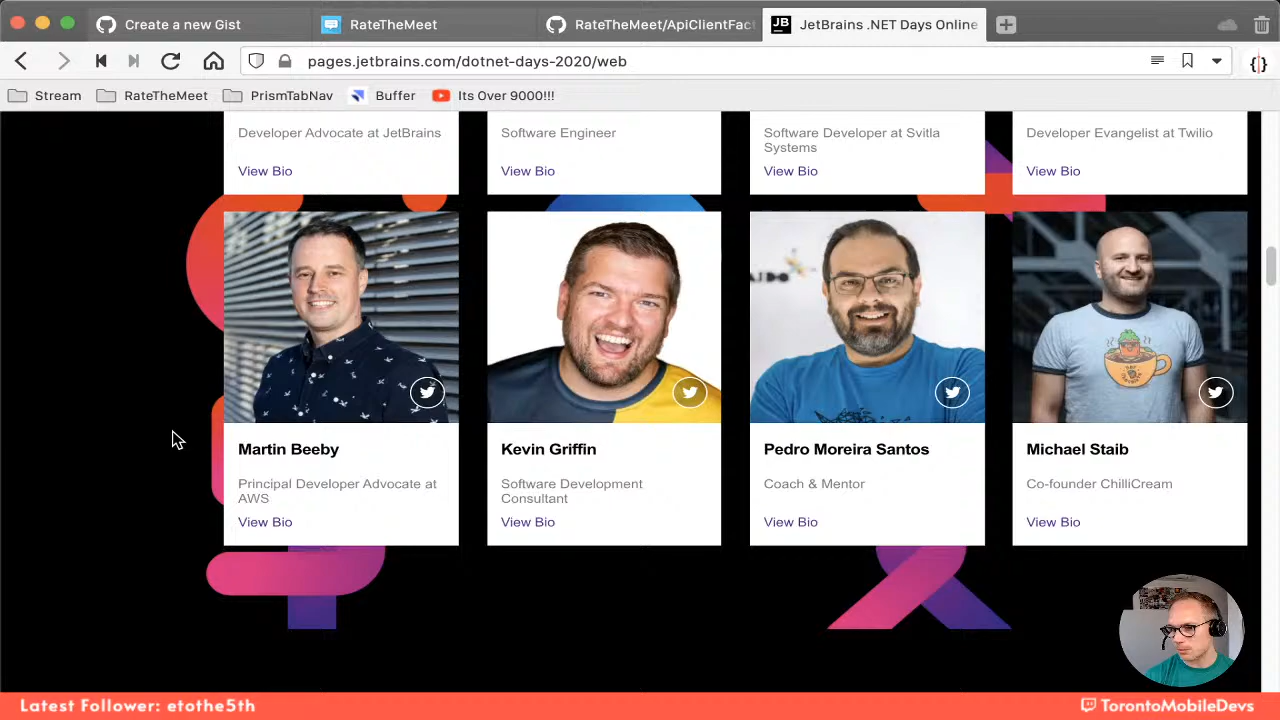 Create a new Gist
RateTheMeet
RateTheMeet/ApiClientFact
JB
JetBrains .NET Days Online
pages.jetbrains.com/dotnet-days-2020/web
{}
Stream
RateTheMeet
PrismTabNav
Buffer
Its Over 9000!!!
Developer Advocate at JetBrains
View Bio
Software Engineer
View Bio
Software Developer at Svitla
Systems
View Bio
Developer Evangelist at Twilio
View Bio
Martin Beeby
Principal Developer Advocate at
AWS
View Bio
Kevin Griffin
Software Development
Consultant
View Bio
Pedro Moreira Santos
Coach & Mentor
View Bio
Michael Staib
Co-founder ChilliCream
View Bio
Latest Follower: etothe5th
TorontoMobileDevs